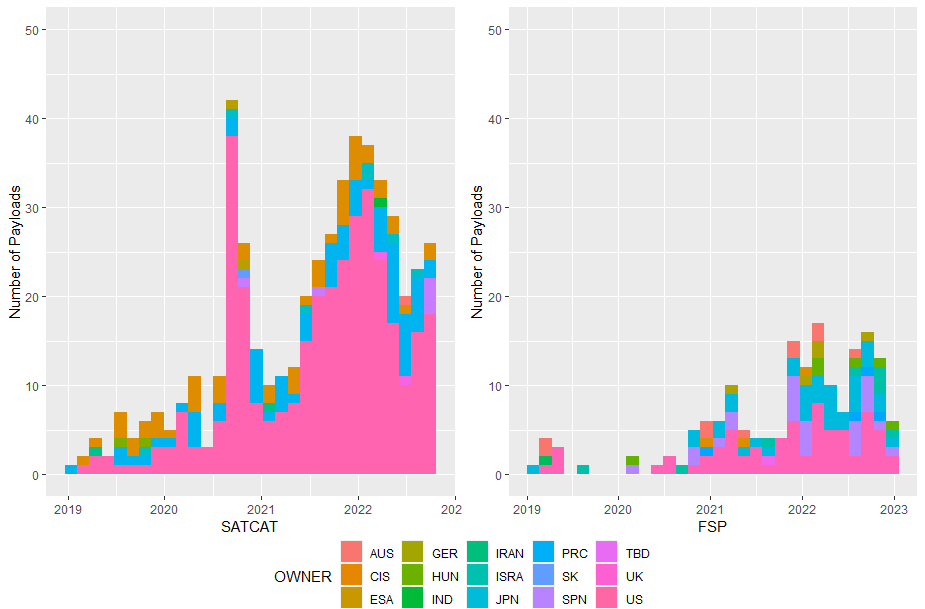 Number of Payloads
50
40
30
20
10
0
2019 2020 2021 2022 202
SATCAT
Number of Payloads
50
40
30
20
10
0
2019 2020 2021 2022 2023
FSP
OWNER
AUS GER IRAN PRC TBD
CIS HUN ISRA SK UK
ESA IND JPN SPN US